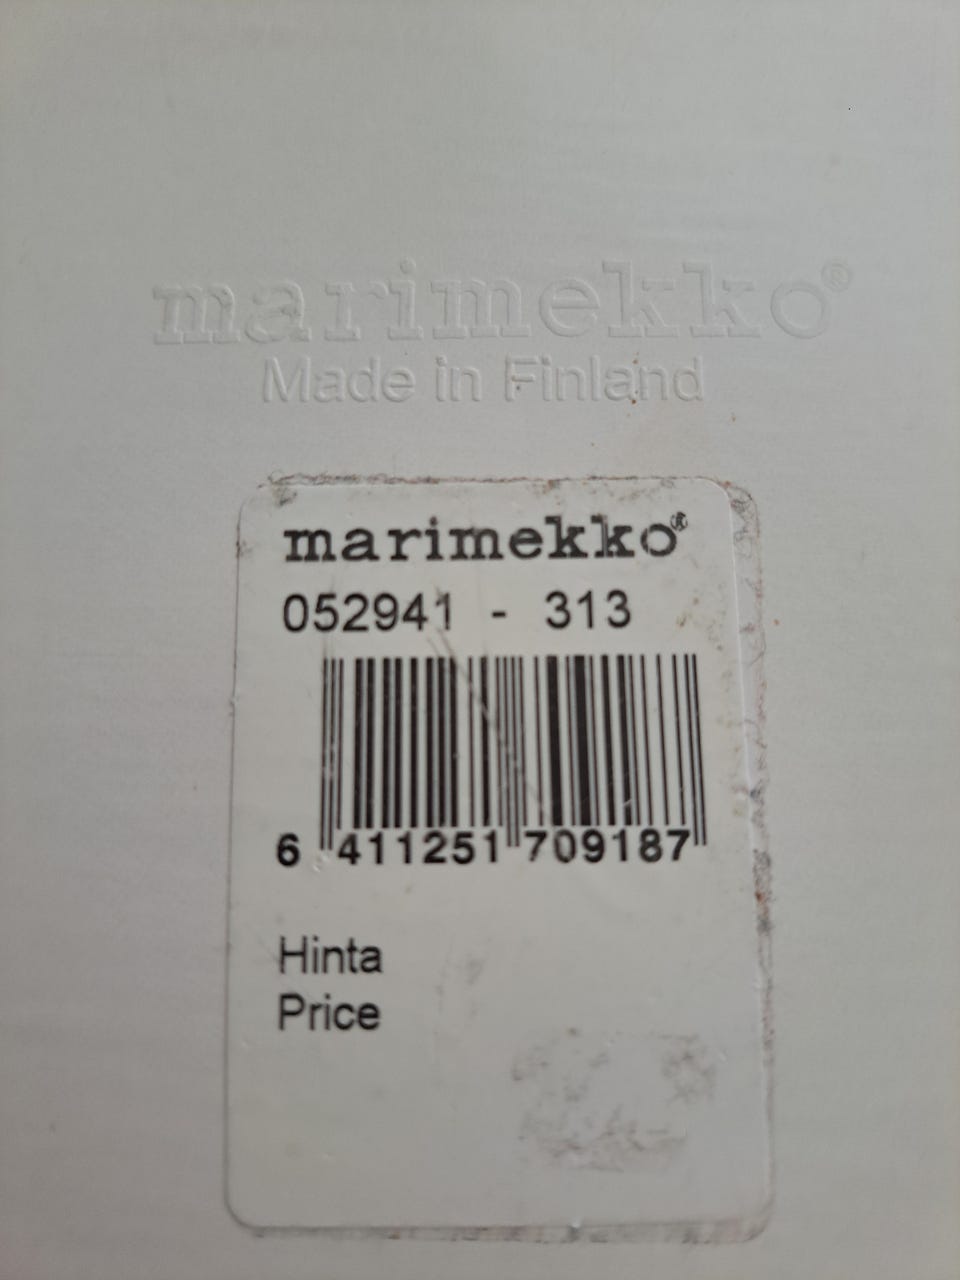 marimekko®
Made in Finland
marimekko®
052941 - 313
6 411251 709187
Hinta
Price